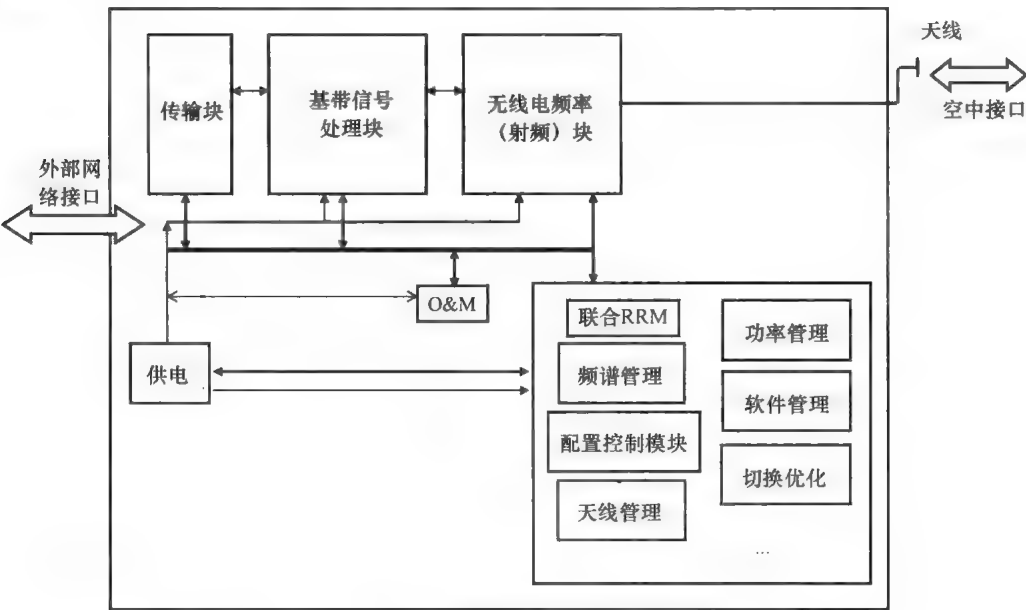 天线
传输块
基带信号
处理块
无线电频率
（射频）块
空中接口
外部网
络接口
O&M
联合RRM
功率管理
供电
频谱管理
软件管理
配置控制模块
切换优化
天线管理
…